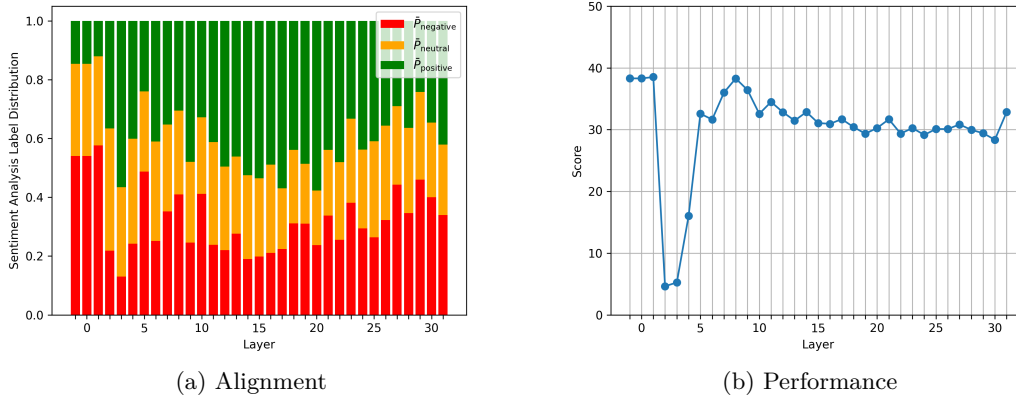 1.0
0.8
0.6
0.4
0.2
0.0
Sentiment Analysis Label Distribution
P̄negative
P̄neutral
P̄positive
0 5 10 15 20 25 30
Layer
(a) Alignment
50
40
30
20
10
0
Score
0 5 10 15 20 25 30
Layer
(b) Performance